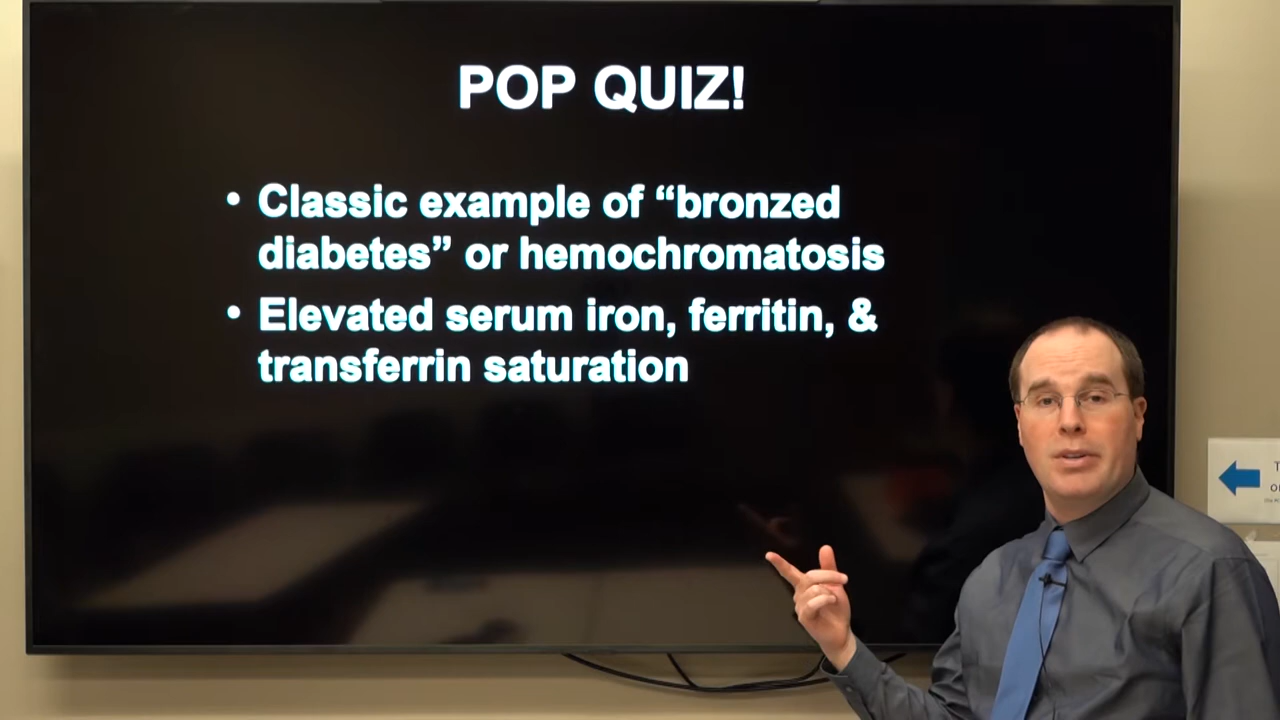 POP QUIZ!
• Classic example of “bronzed
diabetes” or hemochromatosis
• Elevated serum iron, ferritin, &
transferrin saturation